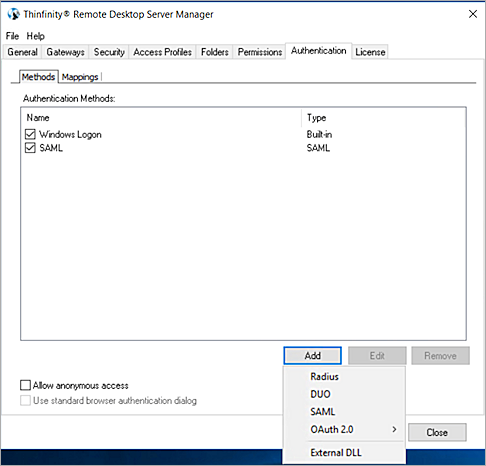 Thinfinity® Remote Desktop Server Manager
File Help
General Gateways Security Access Profiles Folders Permissions Authentication License
Methods Mappings
Authentication Methods:
Name Type
Windows Logon Built-in
SAML SAML
Add Edit Remove
Allow anonymous access
Use standard browser authentication dialog
Radius
DUO
SAML
OAuth 2.0
External DLL
Close